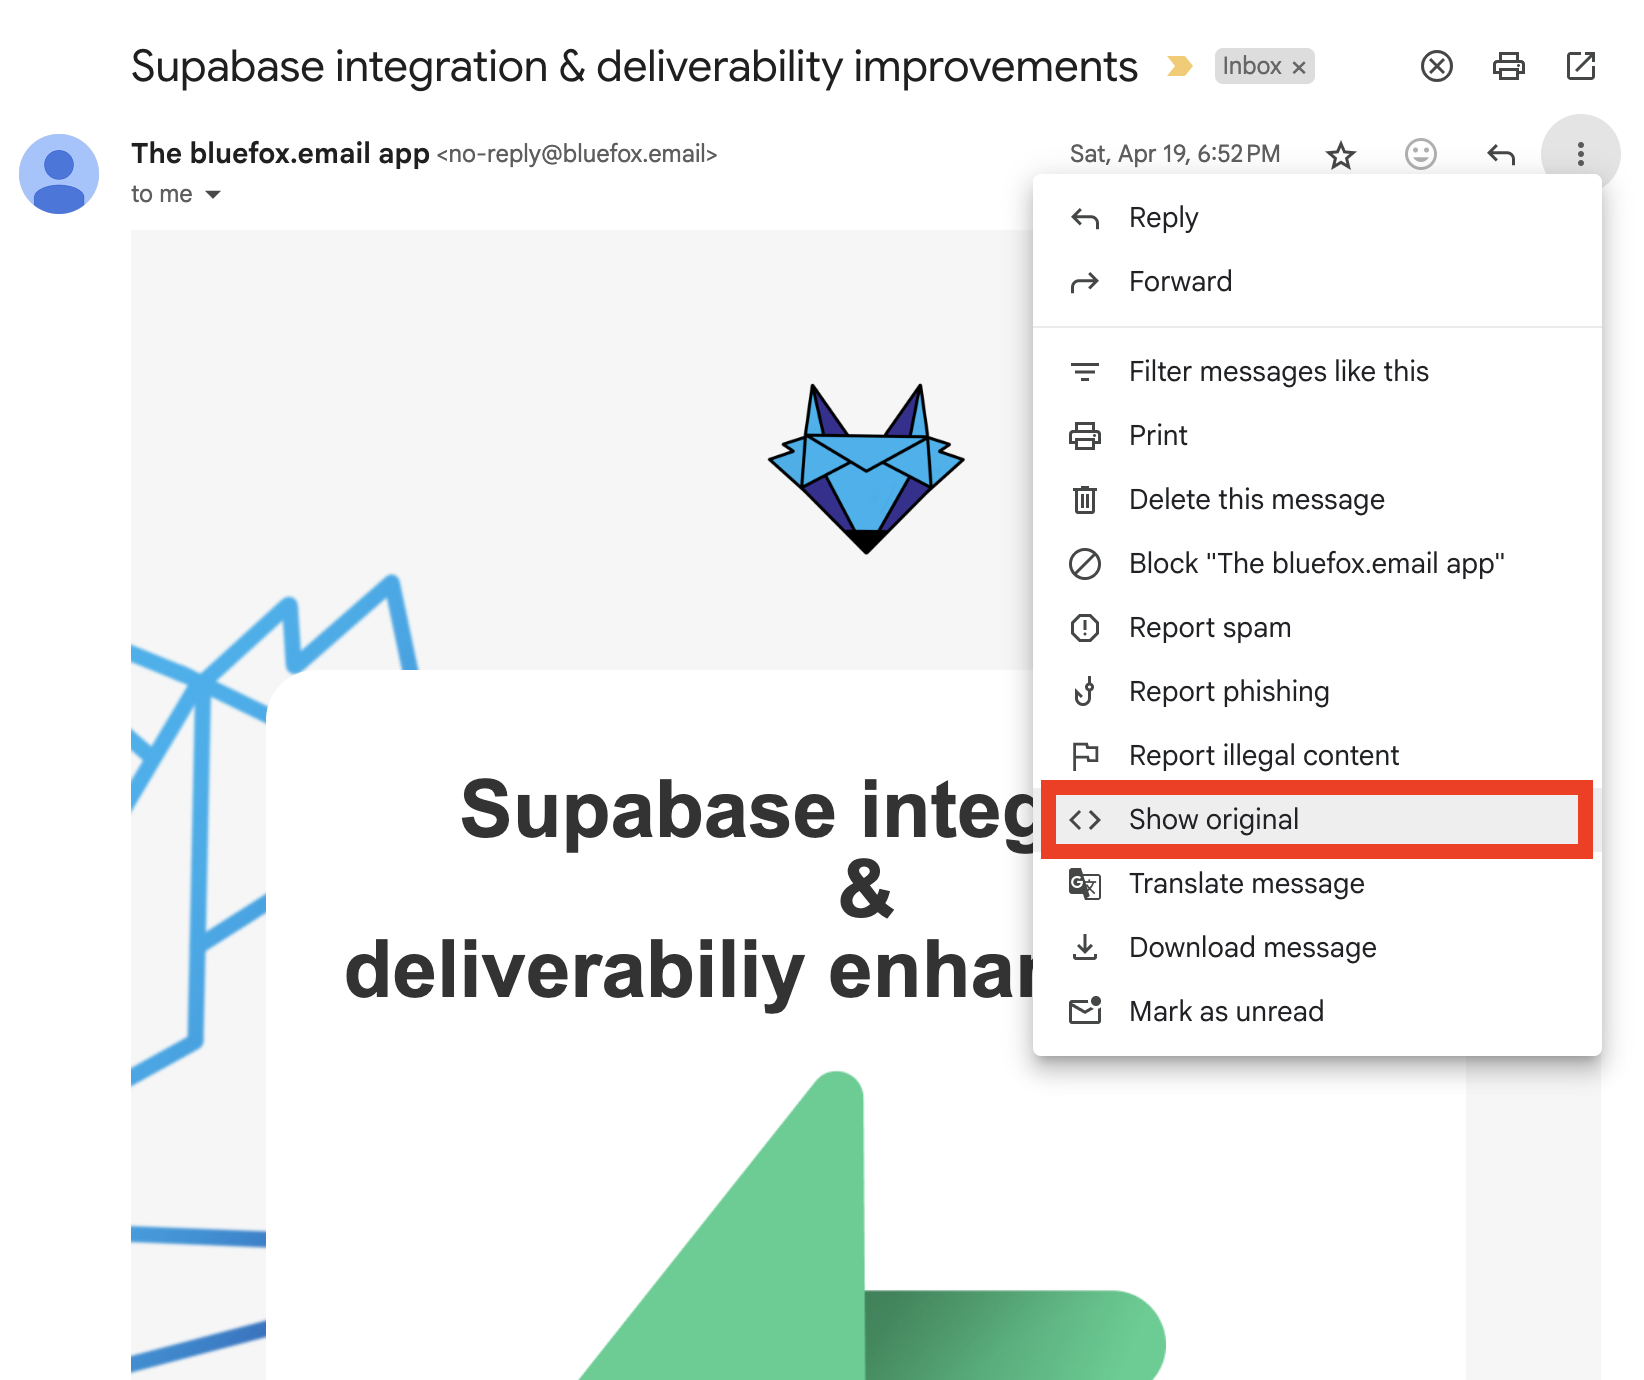 Supabase integration & deliverability improvements Inbox ×
The bluefox.email app <no-reply@bluefox.email> Sat, Apr 19, 6:52 PM
to me
Reply
Forward
Filter messages like this
Print
Delete this message
Block "The bluefox.email app"
Report spam
Report phishing
Report illegal content
Show original
Translate message
Download message
Mark as unread
Supabase integ
&
deliverabiliy enhan